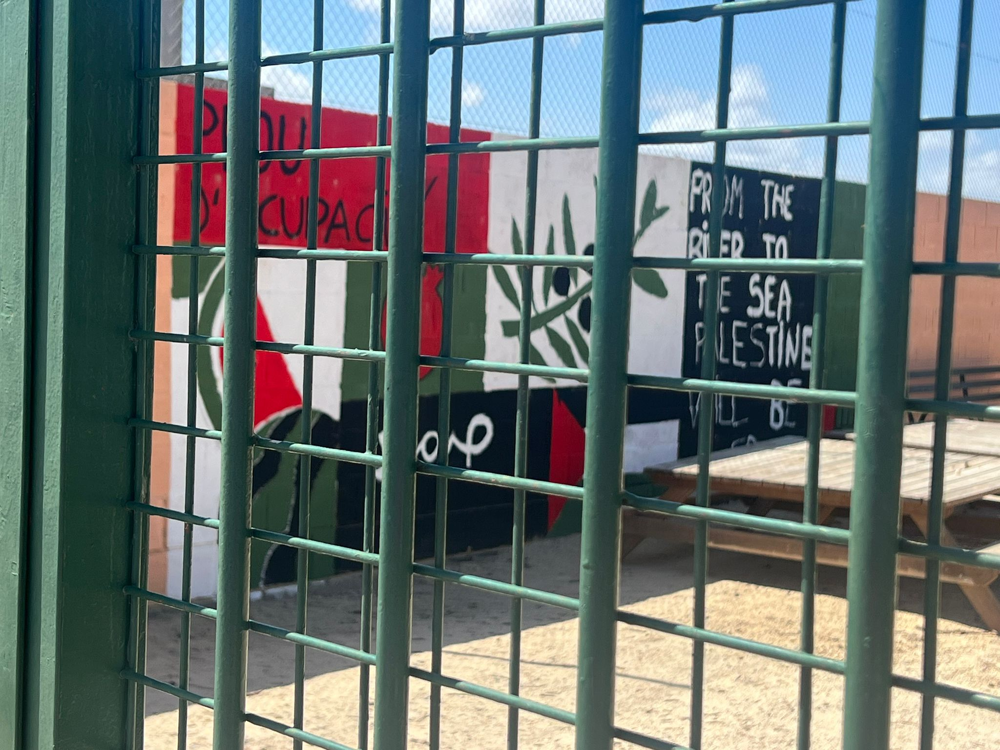 PROU
D'OCUPACIÓ
FROM THE
RIVER TO
THE SEA
PALESTINE
WILL BE